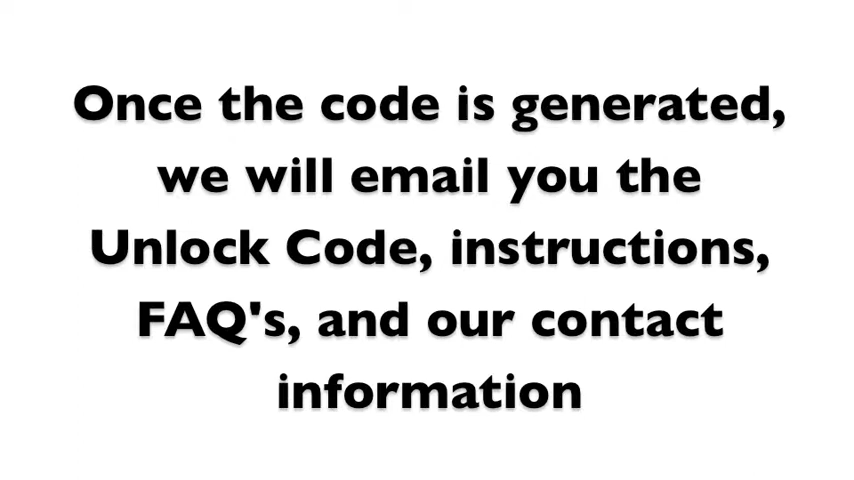 Once the code is generated,
we will email you the
Unlock Code, instructions,
FAQ's, and our contact
information